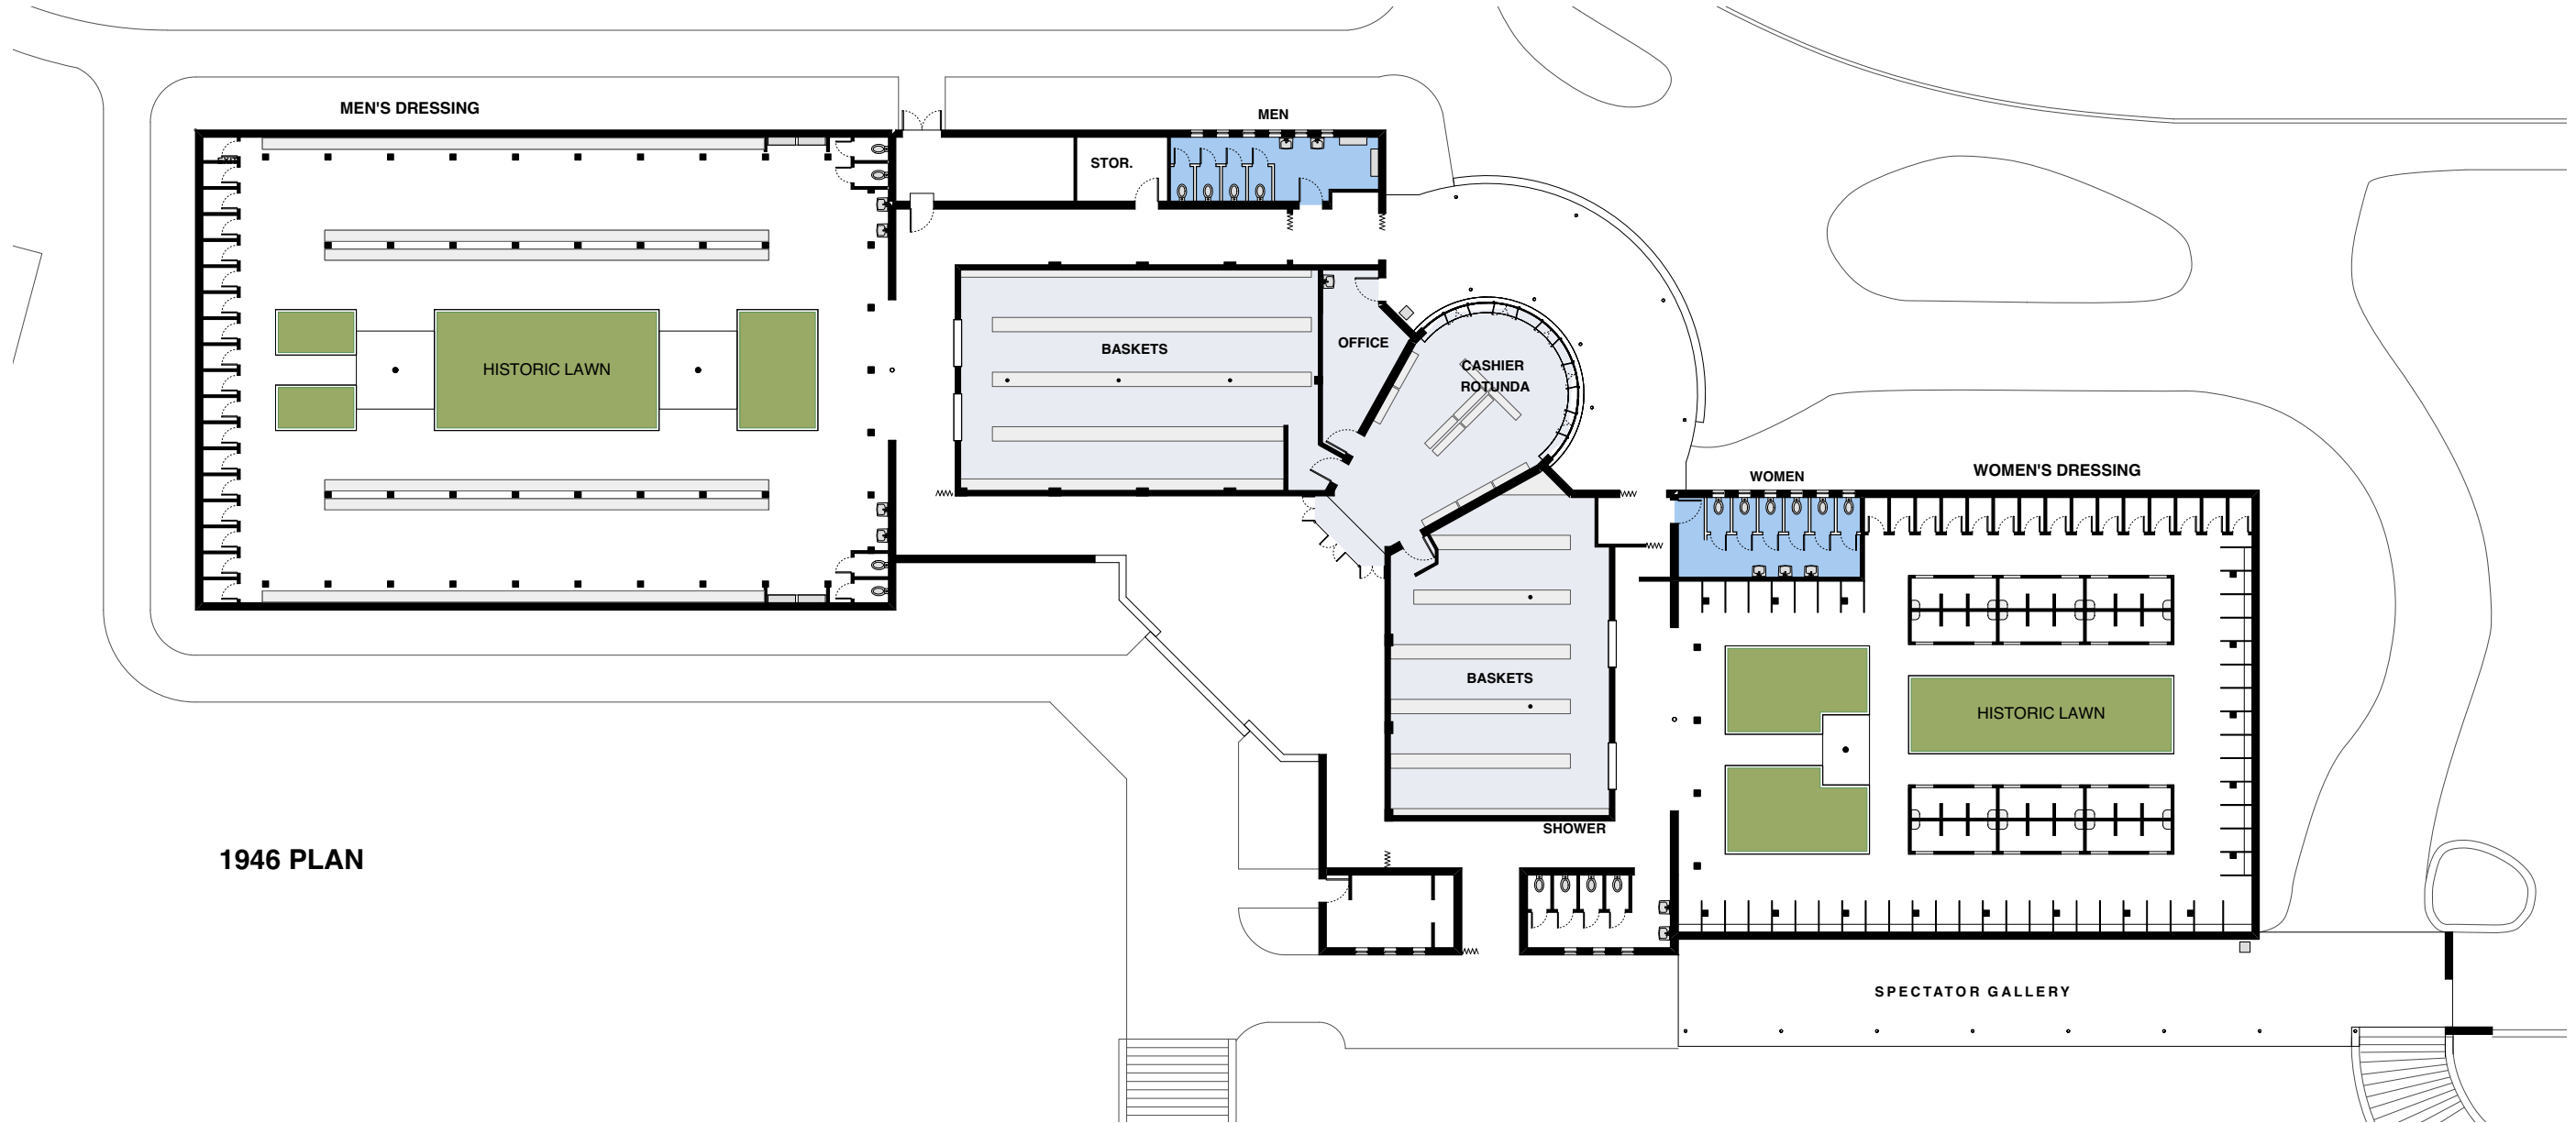 MEN'S DRESSING
MEN
STOR.
BASKETS
OFFICE
HISTORIC LAWN
CASHIER
ROTUNDA
WOMEN
WOMEN'S DRESSING
BASKETS
HISTORIC LAWN
SHOWER
1946 PLAN
SPECTATOR GALLERY